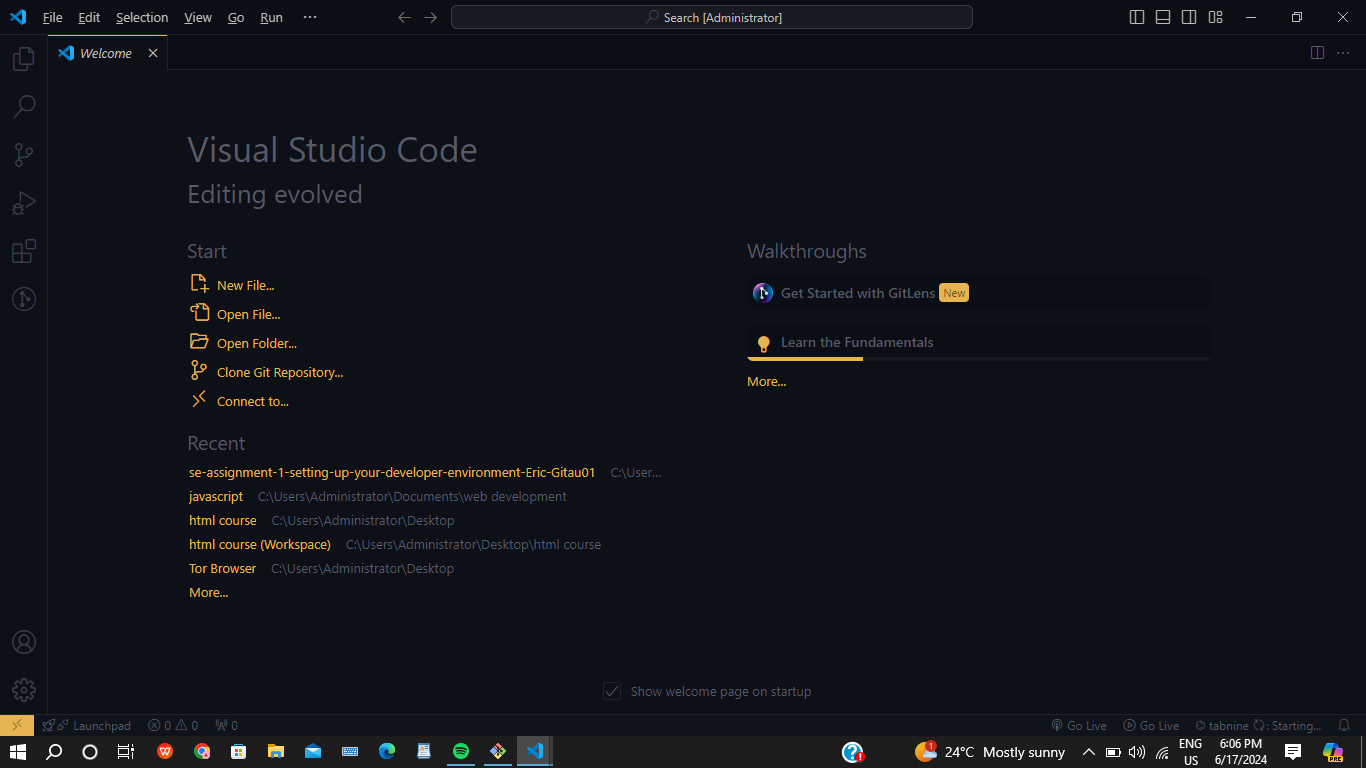 File Edit Selection View Go Run ··· Search [Administrator]
Welcome
Visual Studio Code
Editing evolved
Start
New File...
Open File...
Open Folder...
Clone Git Repository...
Connect to...
Recent
se-assignment-1-setting-up-your-developer-environment-Eric-Gitau01 C:\User...
javascript C:\Users\Administrator\Documents\web development
html course C:\Users\Administrator\Desktop
html course (Workspace) C:\Users\Administrator\Desktop\html course
Tor Browser C:\Users\Administrator\Desktop
More...
Walkthroughs
Get Started with GitLens New
Learn the Fundamentals
More...
Show welcome page on startup
Launchpad 0 0 0 Go Live Go Live tabnine : Starting...
1 24°C Mostly sunny ENG US 6:06 PM 6/17/2024 PRE